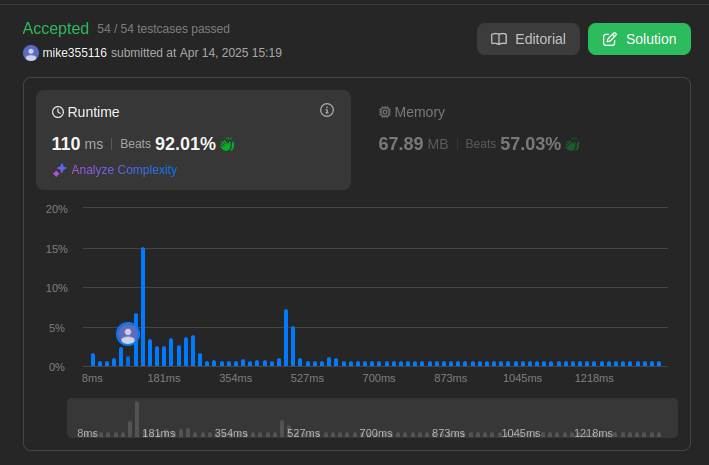 Accepted 54 / 54 testcases passed
mike355116 submitted at Apr 14, 2025 15:19
Editorial
Solution
Runtime
110 ms | Beats 92.01%
Analyze Complexity
Memory
67.89 MB | Beats 57.03%
20%
15%
10%
5%
0%
8ms 181ms 354ms 527ms 700ms 873ms 1045ms 1218ms
8ms 181ms 354ms 527ms 700ms 873ms 1045ms 1218ms